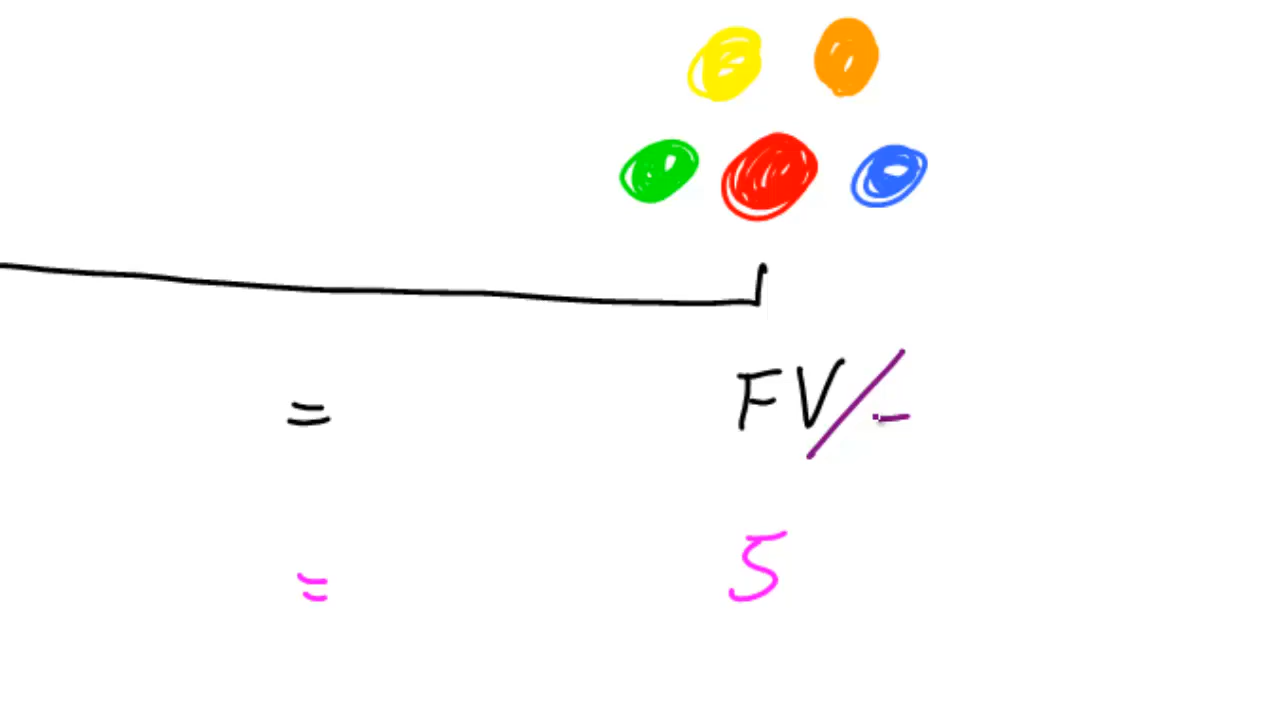 = FV/-
= 5